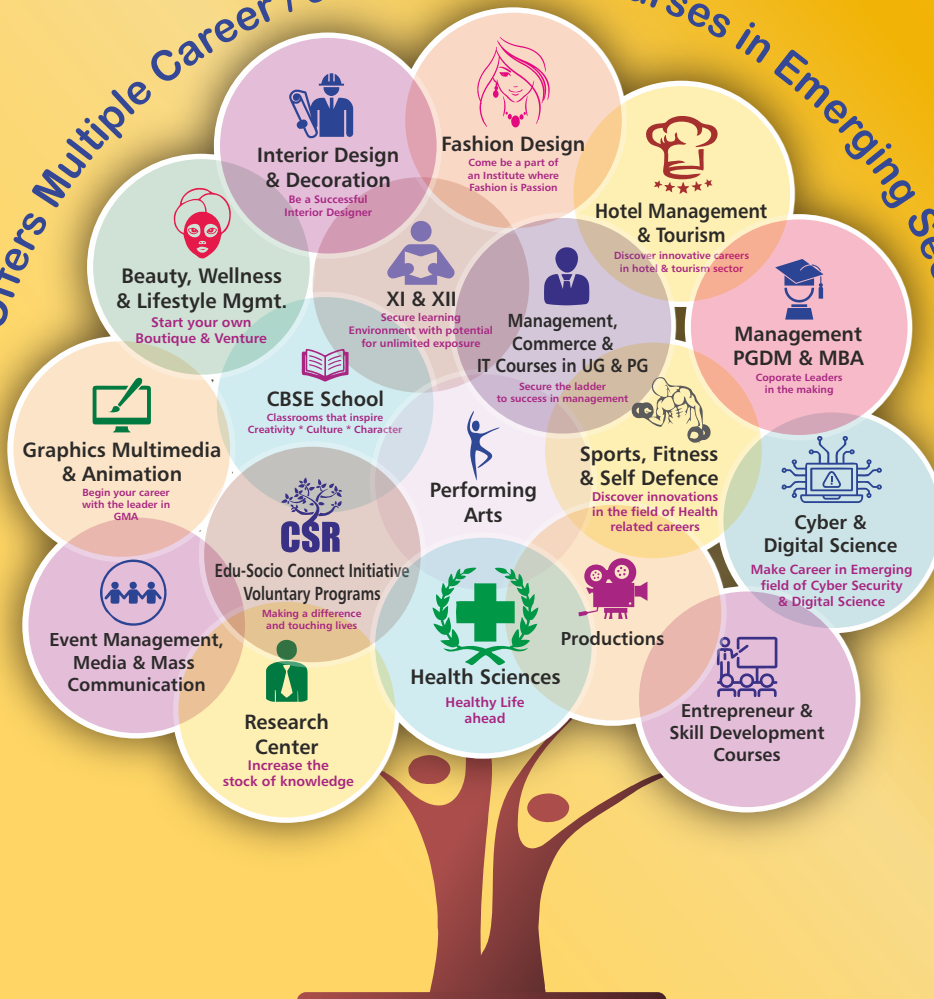 Offers Multiple Career /
Courses in Emerging Sec
Interior Design
& Decoration
Be a Successful
Interior Designer
Fashion Design
Come be a part of
an Institute where
Fashion is Passion
Hotel Management
& Tourism
Discover innovative careers
in hotel & tourism sector
Beauty, Wellness
& Lifestyle Mgmt.
Start your own
Boutique & Venture
XI & XII
Secure learning
Environment with potential
for unlimited exposure
Management,
Commerce &
IT Courses in UG & PG
Secure the ladder
to success in management
Management
PGDM & MBA
Coporate Leaders
in the making
CBSE School
Classrooms that inspire
Creativity * Culture * Character
Graphics Multimedia
& Animation
Begin your career
with the leader in
GMA
Performing
Arts
Sports, Fitness
& Self Defence
Discover innovations
in the field of Health
related careers
Cyber &
Digital Science
Make Career in Emerging
field of Cyber Security
& Digital Science
CSR
Edu-Socio Connect Initiative
Voluntary Programs
Making a difference
and touching lives
Event Management,
Media & Mass
Communication
Health Sciences
Healthy Life
ahead
Productions
Research
Center
Increase the
stock of knowledge
Entrepreneur &
Skill Development
Courses